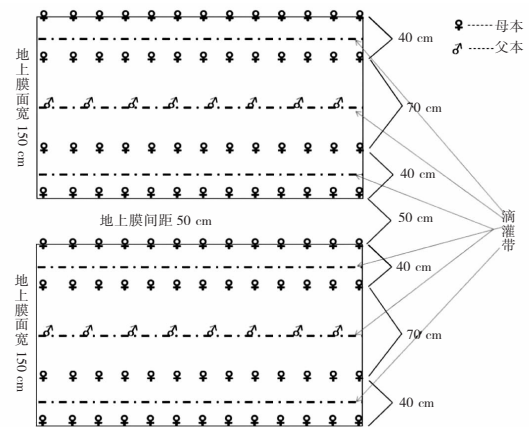 ♀ ------ 母本
♂ ------ 父本
40 cm
地上膜面宽 150 cm
70 cm
40 cm
50 cm
地上膜间距 50 cm
滴灌带
40 cm
地上膜面宽 150 cm
70 cm
40 cm